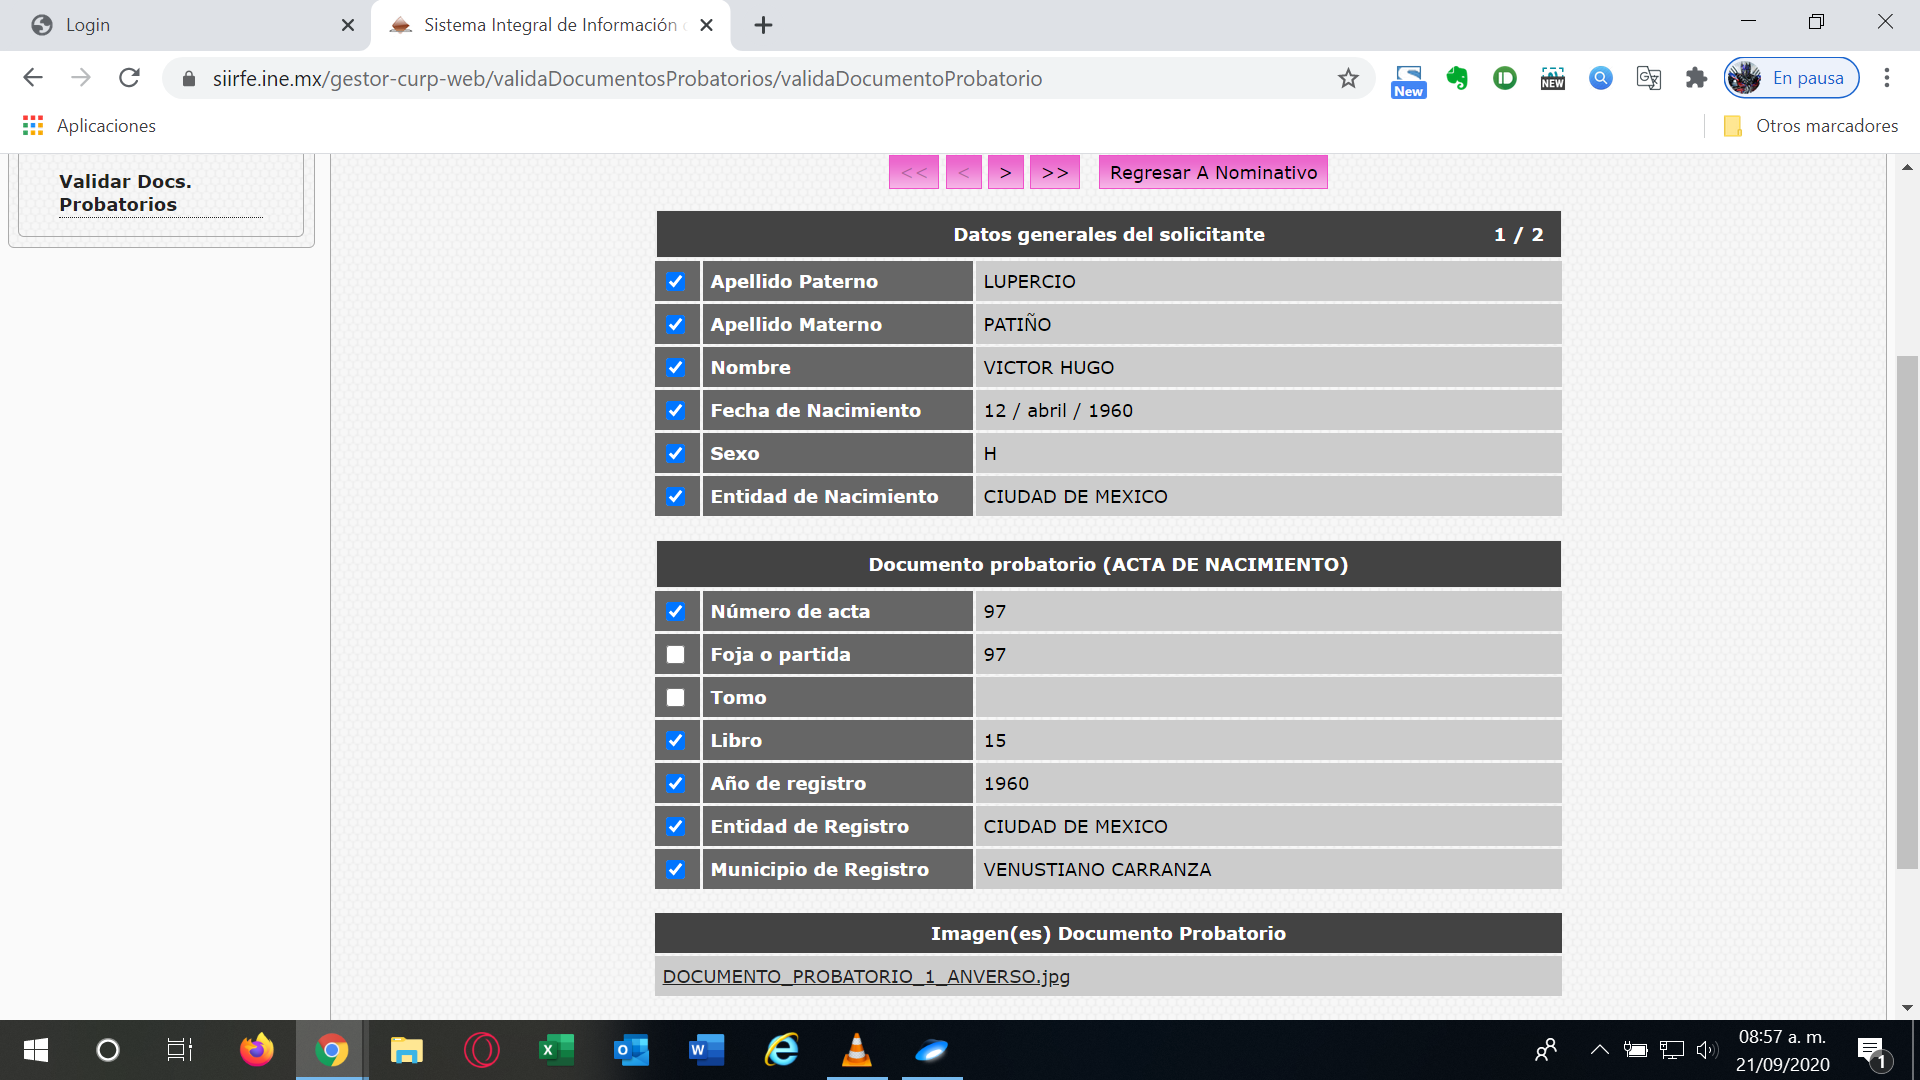 Login
Sistema Integral de Información
siirfe.ine.mx/gestor-curp-web/validaDocumentosProbatorios/validaDocumentoProbatorio
New
NEW
En pausa
Aplicaciones
Otros marcadores
Validar Docs.
Probatorios
<< < > >> Regresar A Nominativo
Datos generales del solicitante 1 / 2
Apellido Paterno LUPERCIO
Apellido Materno PATIÑO
Nombre VICTOR HUGO
Fecha de Nacimiento 12 / abril / 1960
Sexo H
Entidad de Nacimiento CIUDAD DE MEXICO
Documento probatorio (ACTA DE NACIMIENTO)
Número de acta 97
Foja o partida 97
Tomo
Libro 15
Año de registro 1960
Entidad de Registro CIUDAD DE MEXICO
Municipio de Registro VENUSTIANO CARRANZA
Imagen(es) Documento Probatorio
DOCUMENTO_PROBATORIO_1_ANVERSO.jpg
08:57 a. m.
21/09/2020
1